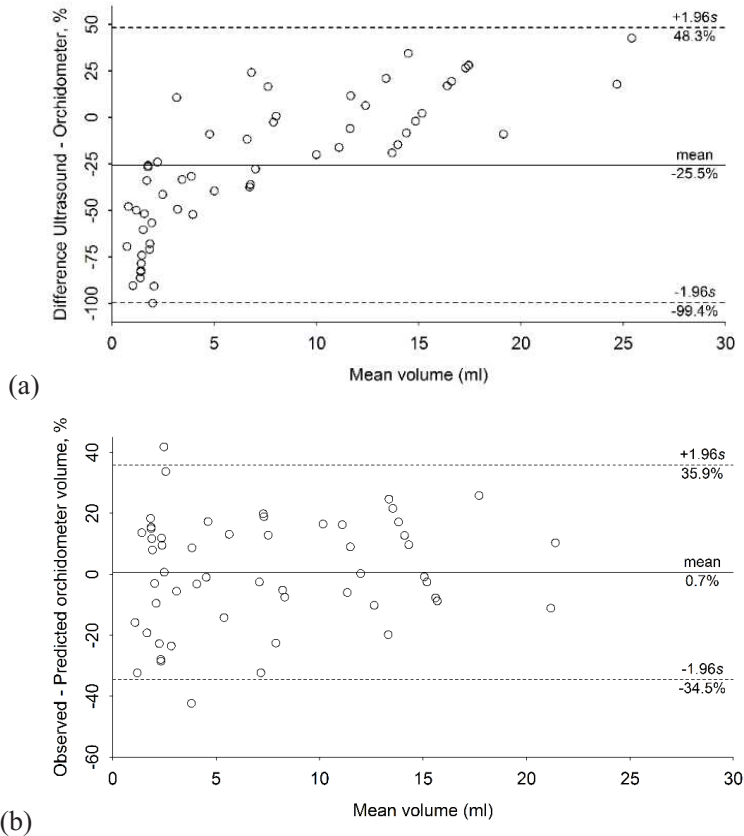 Difference Ultrasound - Orchidometer, %
50
25
0
-25
-50
-75
-100
+1.96s
48.3%
mean
-25.5%
-1.96s
-99.4%
0 5 10 15 20 25 30
Mean volume (ml)
(a)
Observed - Predicted orchidometer volume, %
40
20
0
-20
-40
-60
+1.96s
35.9%
mean
0.7%
-1.96s
-34.5%
0 5 10 15 20 25 30
Mean volume (ml)
(b)